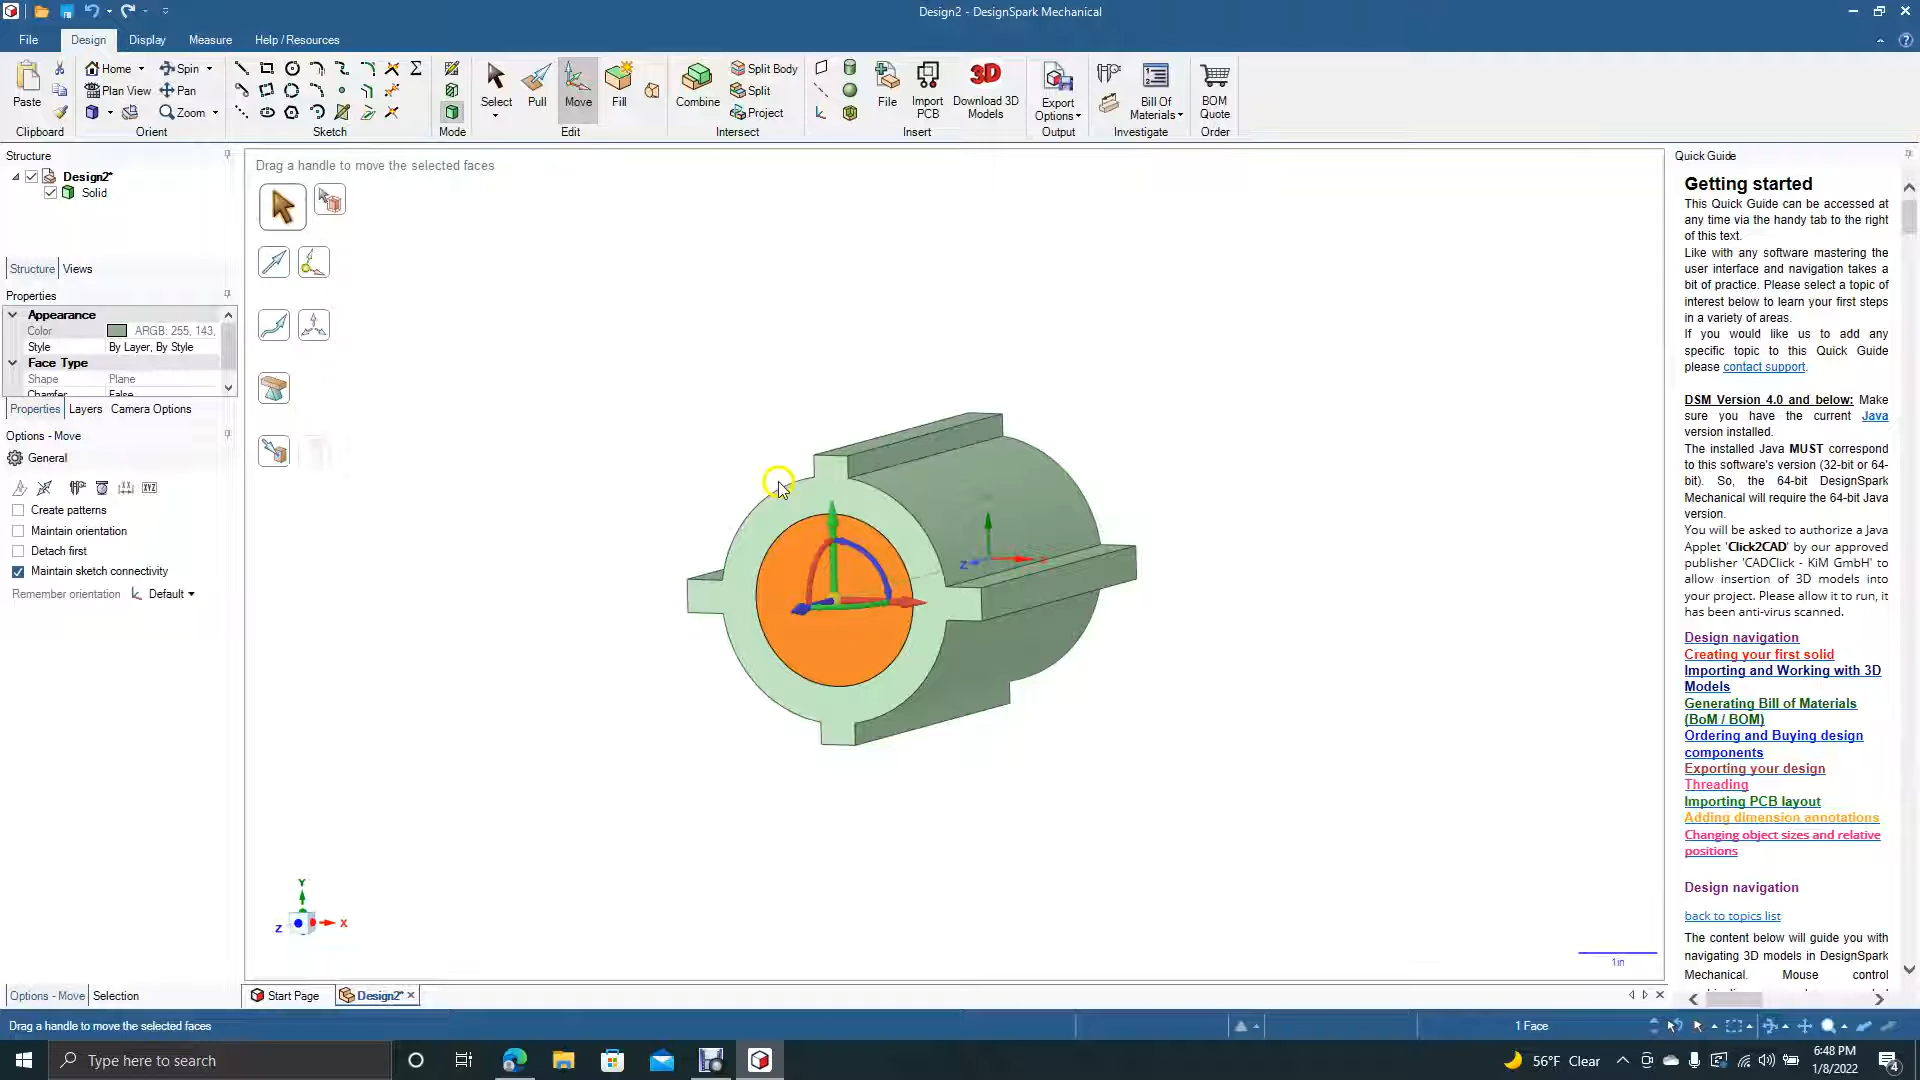 Design2 - DesignSpark Mechanical
File
Design
Display
Measure
Help / Resources
Paste
Clipboard
Home
Plan View
Spin
Pan
Zoom
Orient
Sketch
Mode
Select
Pull
Move
Fill
Edit
Combine
Split Body
Split
Project
Intersect
File
Import PCB
Download 3D Models
Insert
Export Options
Output
Bill Of Materials
Investigate
BOM Quote
Order
Structure
Design2*
Solid
Structure
Views
Properties
Appearance
Color ARGB: 255, 143,
Style By Layer, By Style
Face Type
Shape Plane
Chamfer False
Properties Layers Camera Options
Options - Move
General
XYZ
Create patterns
Maintain orientation
Detach first
Maintain sketch connectivity
Remember orientation Default
Options - Move Selection
Drag a handle to move the selected faces
Z
Y
X
Z
1in
Start Page
Design2*
Quick Guide
Getting started
This Quick Guide can be accessed at
any time via the handy tab to the right
of this text.
Like with any software mastering the
user interface and navigation takes a
bit of practice. Please select a topic of
interest below to learn your first steps
in a variety of areas.
If you would like us to add any
specific topic to this Quick Guide
please contact support.
DSM Version 4.0 and below: Make
sure you have the current Java
version installed.
The installed Java MUST correspond
to this software's version (32-bit or 64-
bit). So, the 64-bit DesignSpark
Mechanical will require the 64-bit Java
version.
You will be asked to authorize a Java
Applet 'Click2CAD' by our approved
publisher 'CADClick - KiM GmbH' to
allow insertion of 3D models into
your project. Please allow it to run, it
has been anti-virus scanned.
Design navigation
Creating your first solid
Importing and Working with 3D
Models
Generating Bill of Materials
(BoM / BOM)
Ordering and Buying design
components
Exporting your design
Threading
Importing PCB layout
Adding dimension annotations
Changing object sizes and relative
positions
Design navigation
back to topics list
The content below will guide you with
navigating 3D models in DesignSpark
Mechanical. Mouse control
Drag a handle to move the selected faces
1 Face
Type here to search
56°F Clear
6:48 PM
1/8/2022
4